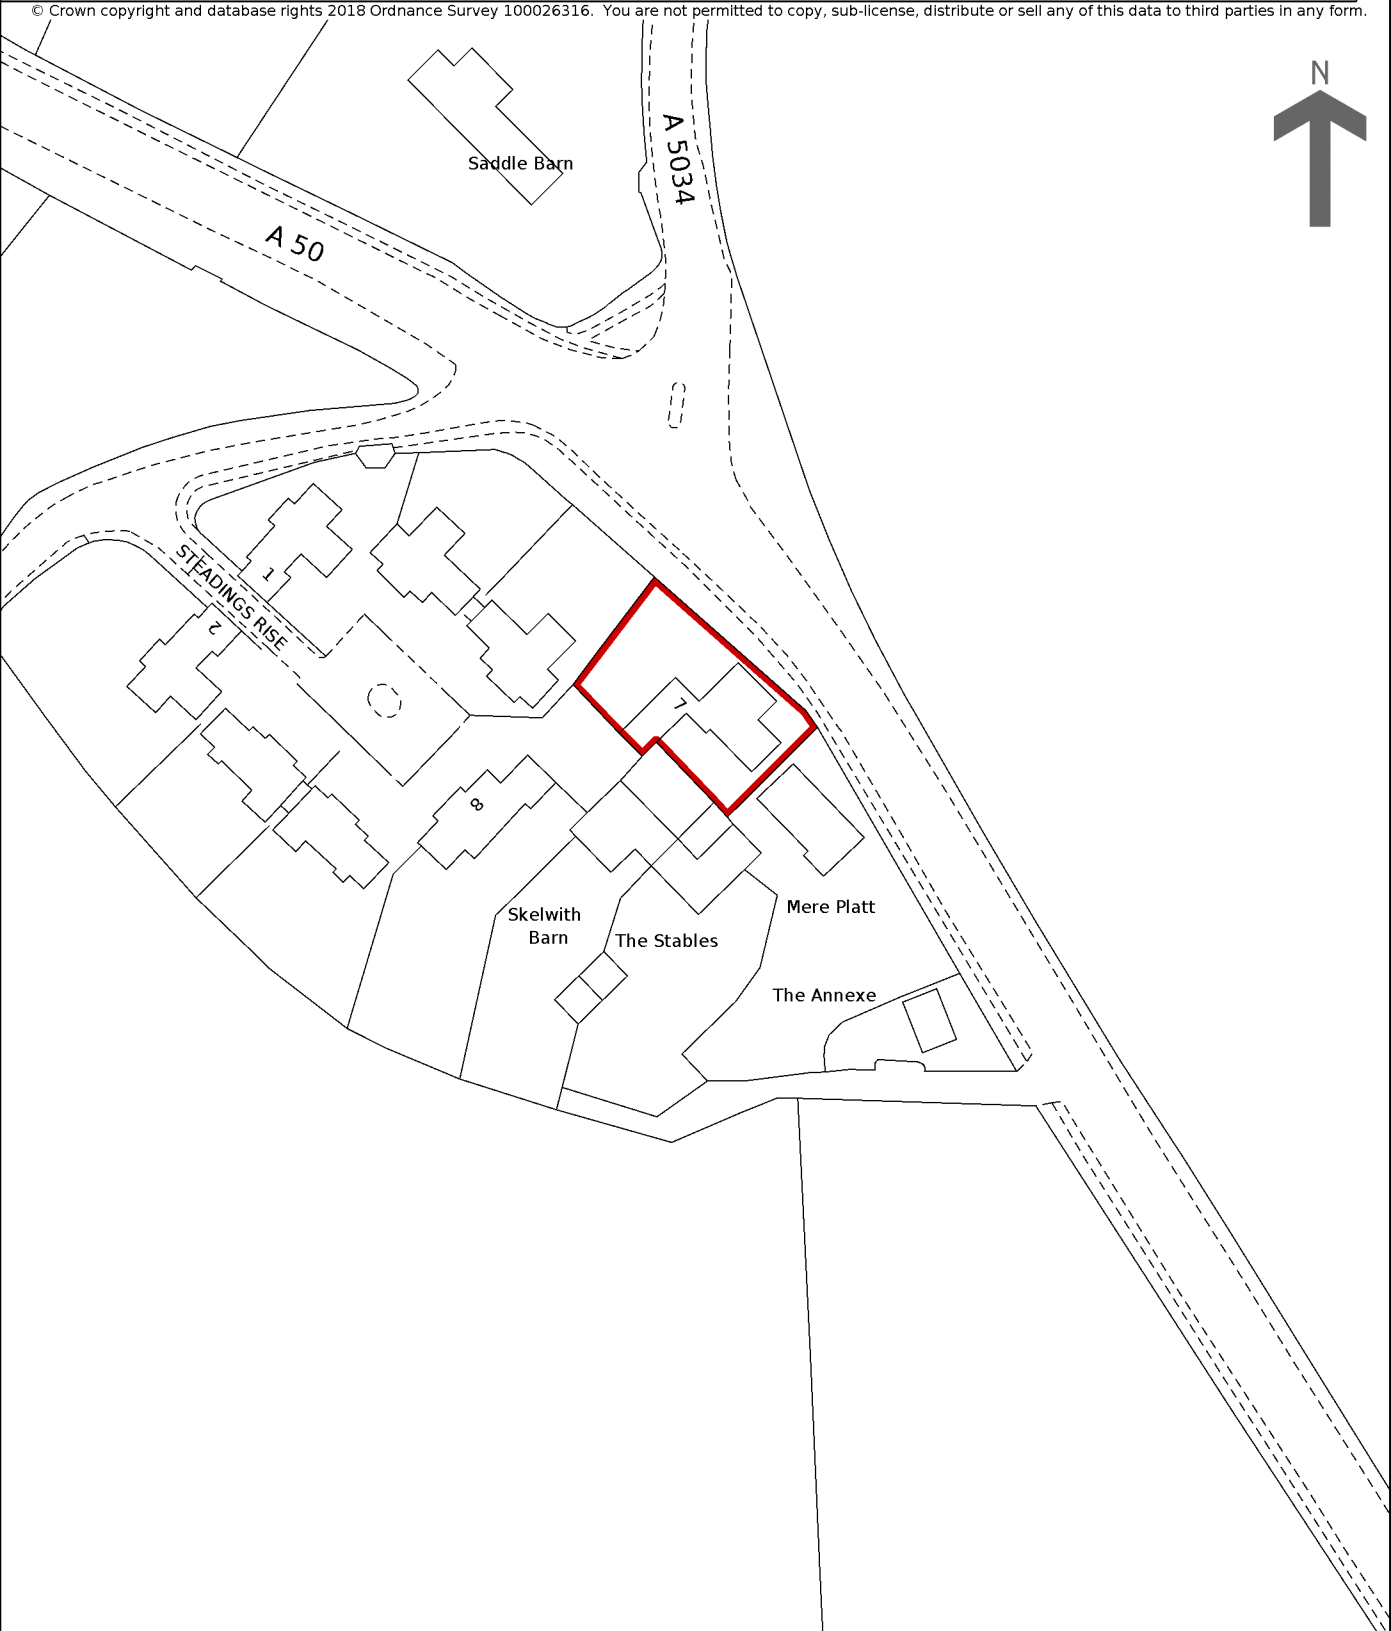 © Crown copyright and database rights 2018 Ordnance Survey 100026316.  You are not permitted to copy, sub-license, distribute or sell any of this data to third parties in any form.
N
A 5034
Saddle Barn
A 50
STEADINGS RISE
1
2
7
8
Skelwith
Barn
The Stables
Mere Platt
The Annexe